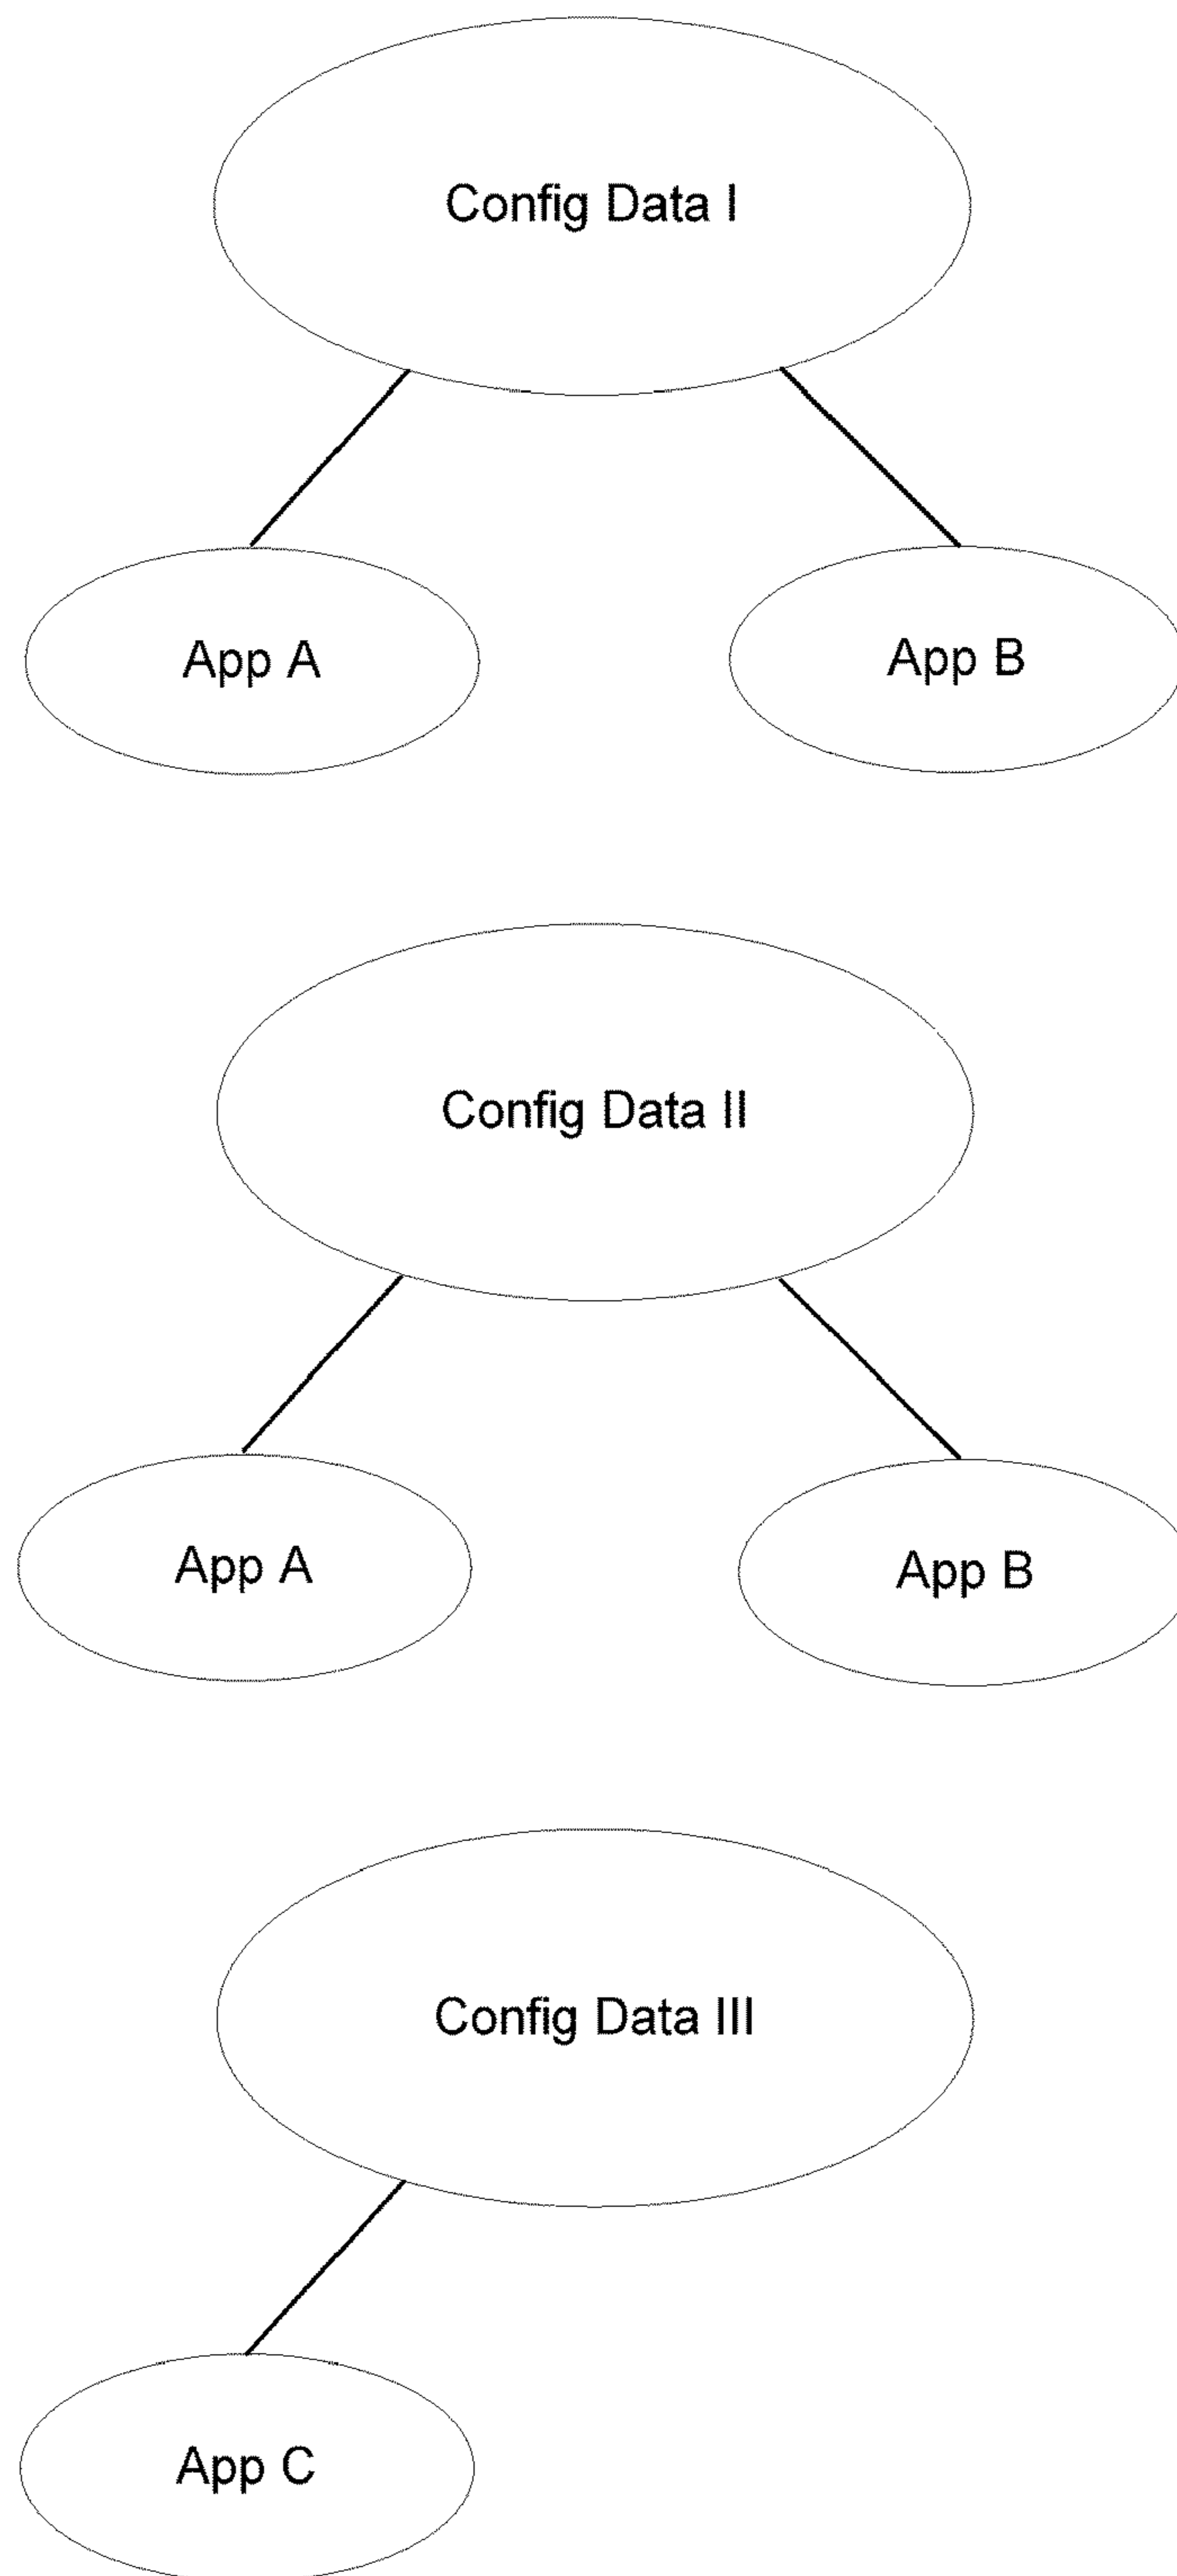 Config Data I
App A
App B
Config Data II
App A
App B
Config Data III
App C